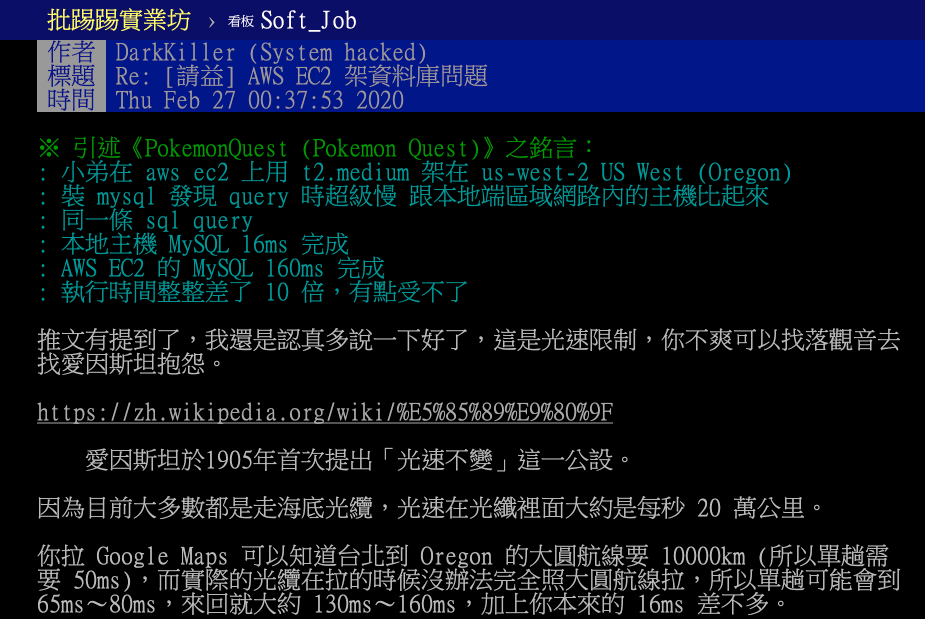 批踢踢實業坊 › 看板 Soft_Job
作者 DarkKiller (System hacked)
標題 Re: [請益] AWS EC2 架資料庫問題
時間 Thu Feb 27 00:37:53 2020
※ 引述《PokemonQuest (Pokemon Quest)》之銘言：
: 小弟在 aws ec2 上用 t2.medium 架在 us-west-2 US West (Oregon)
: 裝 mysql 發現 query 時超級慢 跟本地端區域網路內的主機比起來
: 同一條 sql query
: 本地主機 MySQL 16ms 完成
: AWS EC2 的 MySQL 160ms 完成
: 執行時間整整差了 10 倍，有點受不了
推文有提到了，我還是認真多說一下好了，這是光速限制，你不爽可以找落觀音去
找愛因斯坦抱怨。
https://zh.wikipedia.org/wiki/%E5%85%89%E9%80%9F
愛因斯坦於1905年首次提出「光速不變」這一公設。
因為目前大多數都是走海底光纜，光速在光纖裡面大約是每秒 20 萬公里。
你拉 Google Maps 可以知道台北到 Oregon 的大圓航線要 10000km (所以單趟需
要 50ms)，而實際的光纜在拉的時候沒辦法完全照大圓航線拉，所以單趟可能會到
65ms～80ms，來回就大約 130ms～160ms，加上你本來的 16ms 差不多。